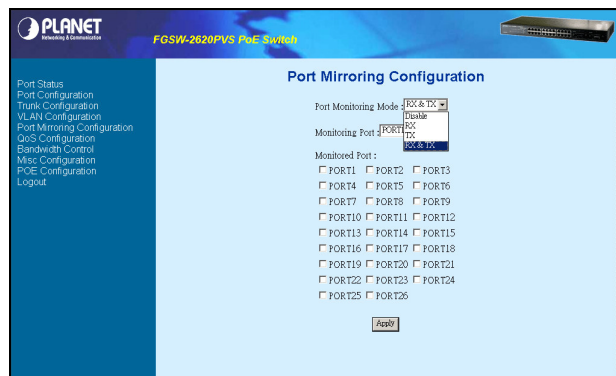 PLANET
Networking & Communication
FGSW-2620PVS PoE Switch
Port Status
Port Configuration
Trunk Configuration
VLAN Configuration
Port Mirroring Configuration
QoS Configuration
Bandwidth Control
Misc Configuration
POE Configuration
Logout
Port Mirroring Configuration
Port Monitoring Mode : RX & TX
Disable
RX
TX
RX & TX
Monitoring Port : PORT1
Monitored Port :
PORT1 PORT2 PORT3
PORT4 PORT5 PORT6
PORT7 PORT8 PORT9
PORT10 PORT11 PORT12
PORT13 PORT14 PORT15
PORT16 PORT17 PORT18
PORT19 PORT20 PORT21
PORT22 PORT23 PORT24
PORT25 PORT26
Apply